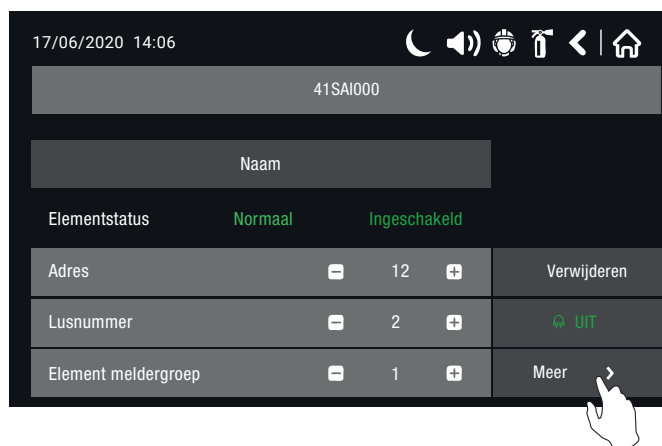 17/06/2020 14:06
41SAI000
Naam
Elementstatus Normaal Ingeschakeld
Adres 12 Verwijderen
Lusnummer 2 UIT
Element meldergroep 1 Meer